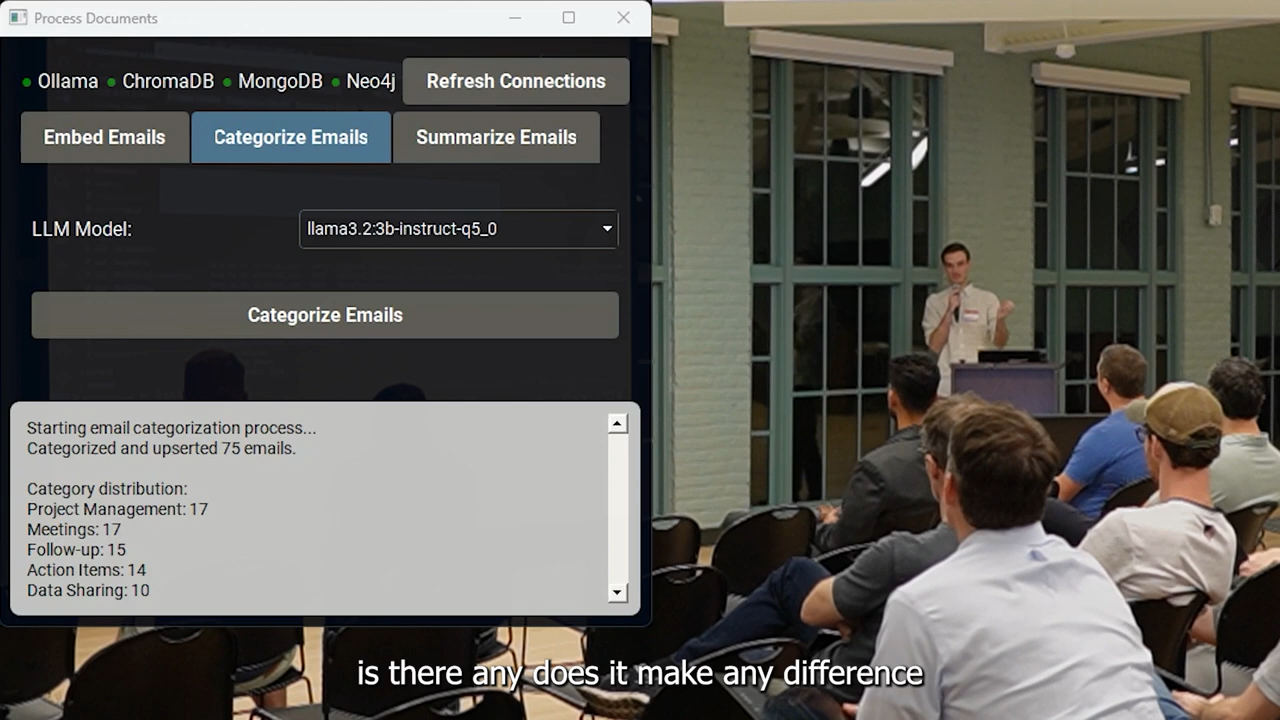 Process Documents
Ollama ChromaDB MongoDB Neo4j Refresh Connections
Embed Emails Categorize Emails Summarize Emails
LLM Model: llama3.2:3b-instruct-q5_0
Categorize Emails
Starting email categorization process...
Categorized and upserted 75 emails.
Category distribution:
Project Management: 17
Meetings: 17
Follow-up: 15
Action Items: 14
Data Sharing: 10
is there any does it make any difference